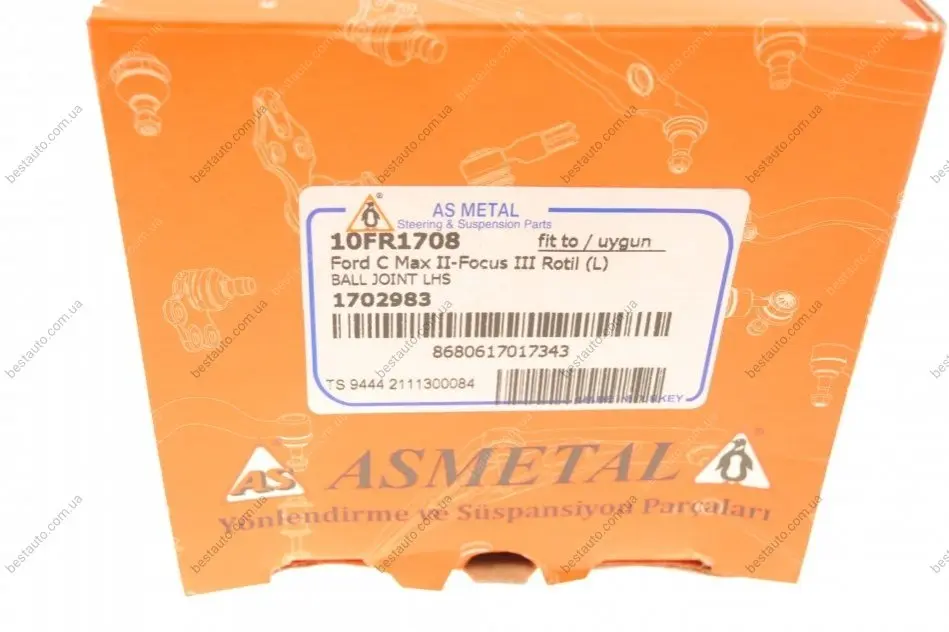 AS METAL
Steering & Suspension Parts
10FR1708 fit to / uygun
Ford C Max II-Focus III Rotil (L)
BALL JOINT LHS
1702983
8680617017343
TS 9444 2111300084
TURKEY
AS ASMETAL
Yönlendirme ve Süspansiyon Parçaları
bestauto.com.ua